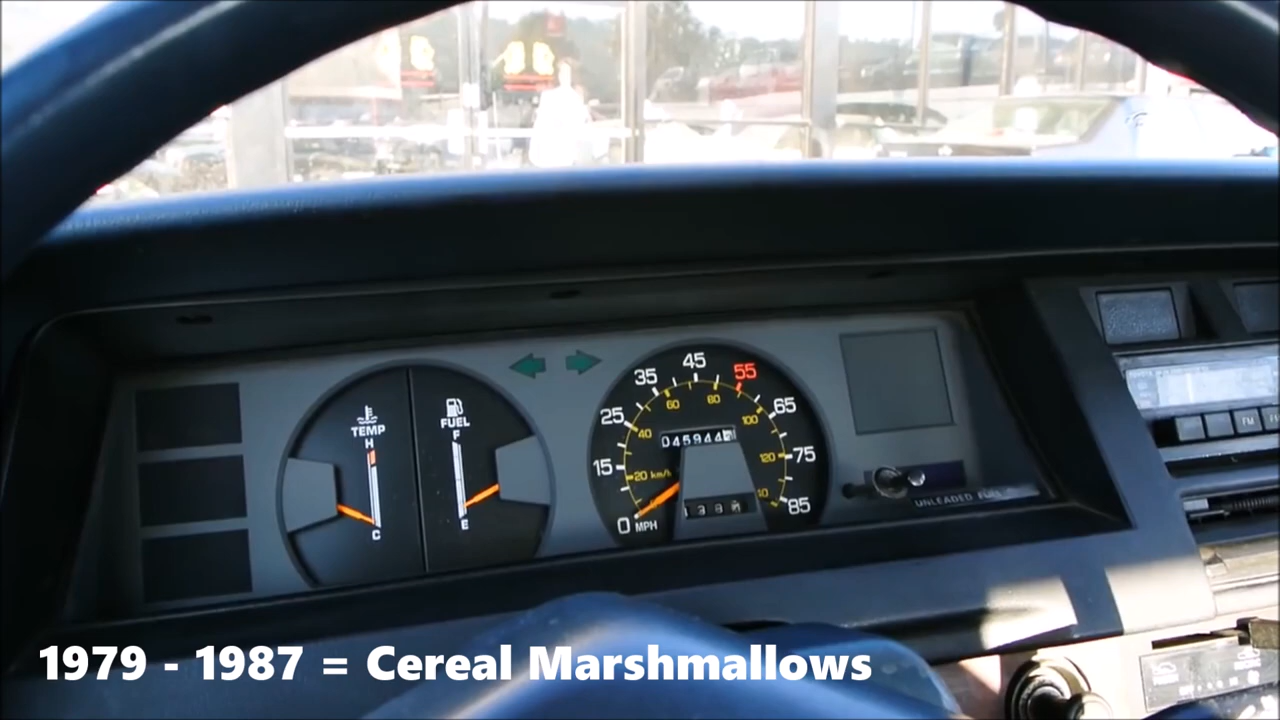 45
35 55
25 65
15 75
0 85
MPH
60 80
40 100
20 km/h 120
TEMP
H
C
FUEL
F
E
UNLEADED FUEL
FM
1979 - 1987 = Cereal Marshmallows